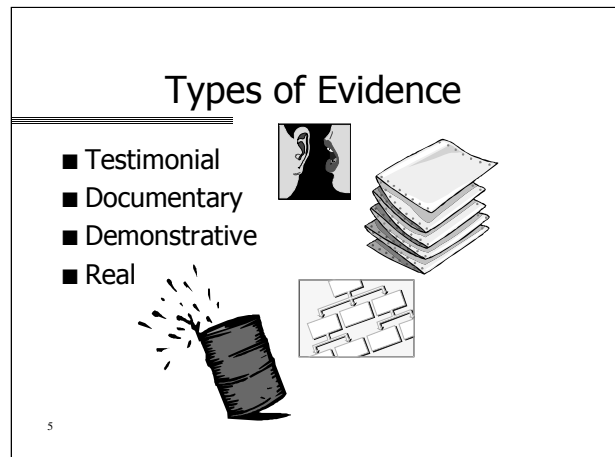 Types of Evidence
■ Testimonial
■ Documentary
■ Demonstrative
■ Real
5